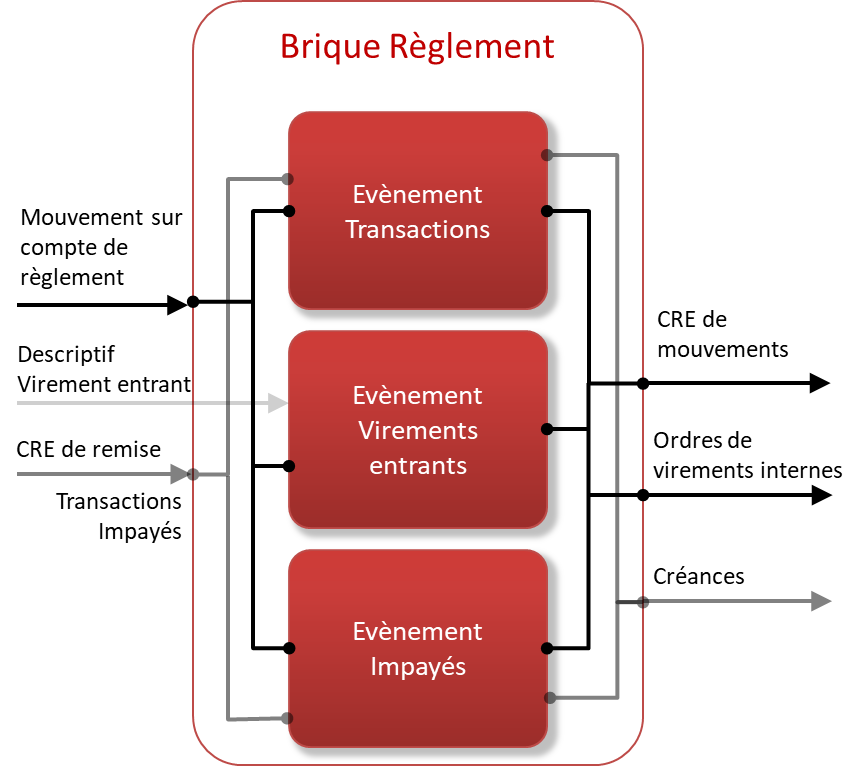 Brique Règlement
Evènement
Transactions
Mouvement sur
compte de
règlement
Descriptif
Virement entrant
CRE de remise
Transactions
Impayés
Evènement
Virements
entrants
Evènement
Impayés
CRE de
mouvements
Ordres de
virements internes
Créances